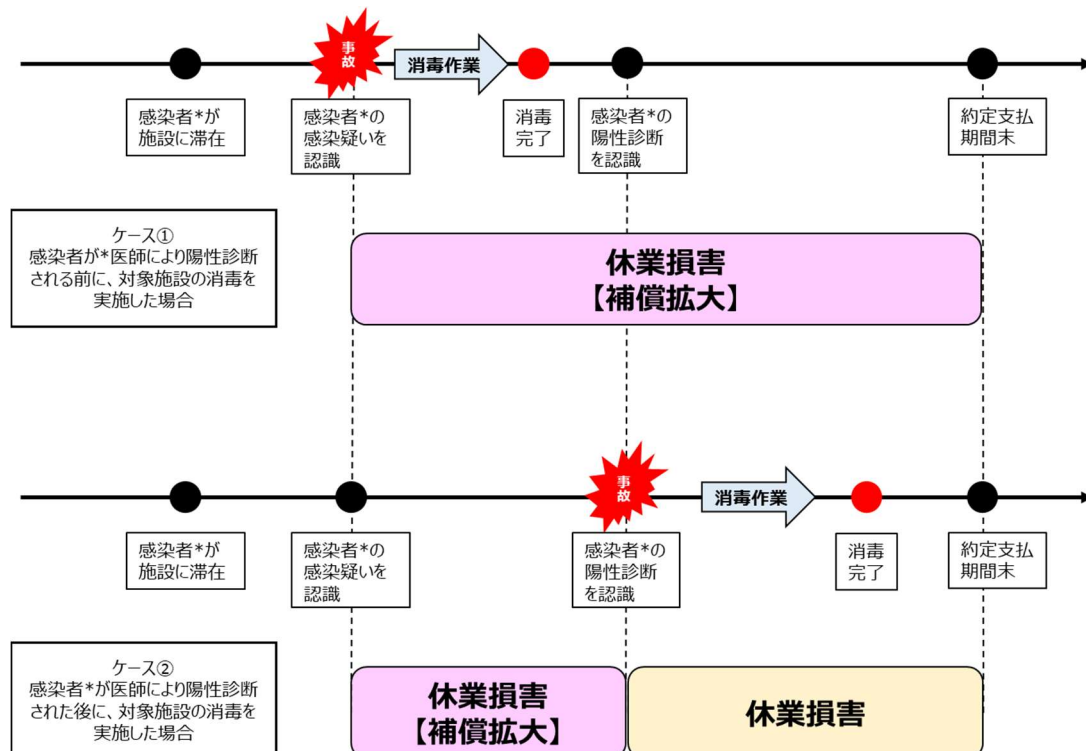 事
故
消毒作業
感染者*が
施設に滞在
感染者*の
感染疑いを
認識
消毒
完了
感染者*の
陽性診断
を認識
約定支払
期間末
ケース①
感染者が*医師により陽性診断
される前に、対象施設の消毒を
実施した場合
休業損害
【補償拡大】
事
故
消毒作業
感染者*が
施設に滞在
感染者*の
感染疑いを
認識
感染者*の
陽性診断
を認識
消毒
完了
約定支払
期間末
ケース②
感染者*が医師により陽性診断
された後に、対象施設の消毒を
実施した場合
休業損害
【補償拡大】
休業損害